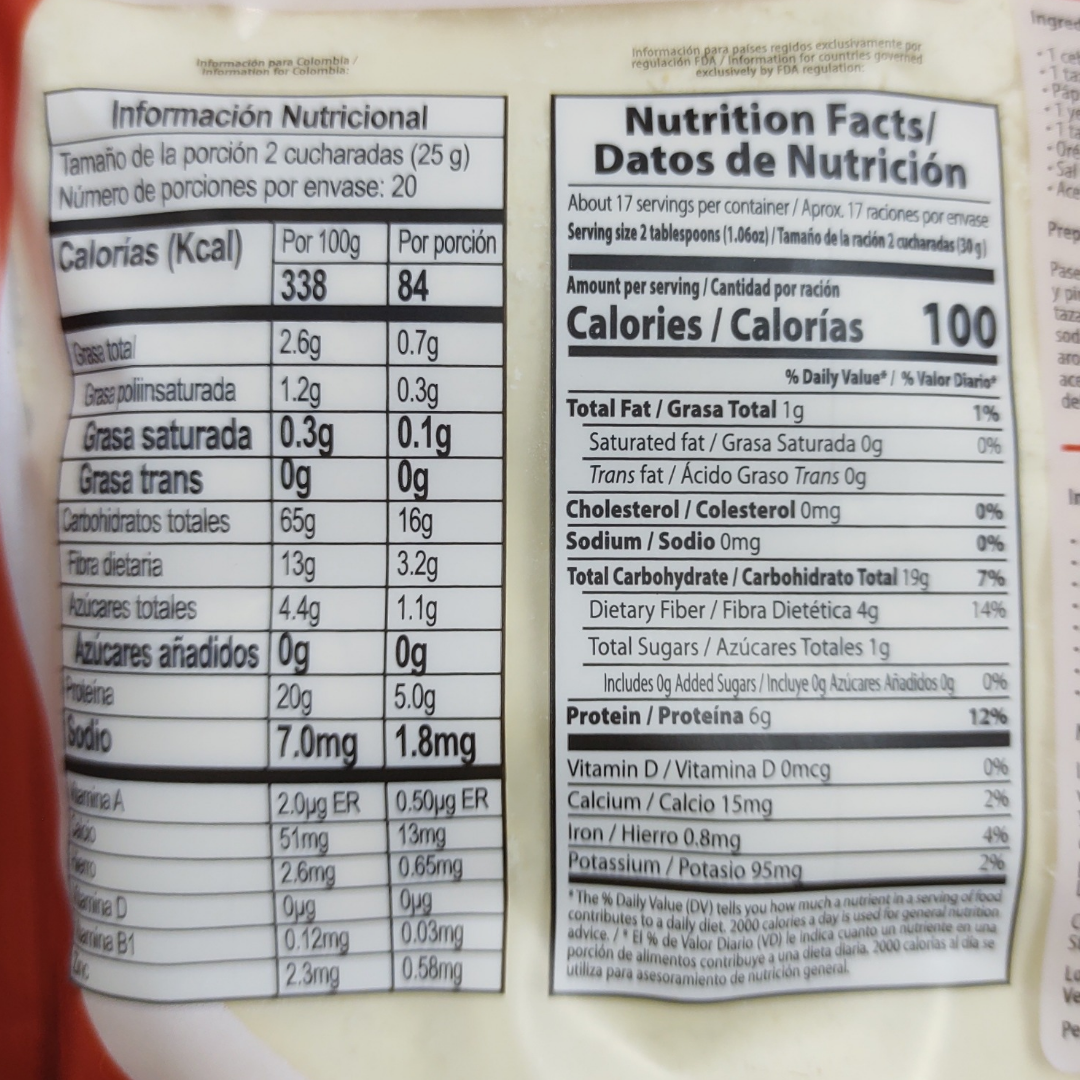 Información para Colombia /
Information for Colombia:
Información Nutricional
Tamaño de la porción 2 cucharadas (25 g)
Número de porciones por envase: 20
Calorías (Kcal) Por 100g Por porción
338 84
Grasa total 2.6g 0.7g
Grasa poliinsaturada 1.2g 0.3g
Grasa saturada 0.3g 0.1g
Grasa trans 0g 0g
Carbohidratos totales 65g 16g
Fibra dietaria 13g 3.2g
Azúcares totales 4.4g 1.1g
Azúcares añadidos 0g 0g
Proteína 20g 5.0g
Sodio 7.0mg 1.8mg
Vitamina A 2.0µg ER 0.50µg ER
Calcio 51mg 13mg
Hierro 2.6mg 0.65mg
Vitamina D 0µg 0µg
Vitamina B1 0.12mg 0.03mg
Zinc 2.3mg 0.58mg
Información para países regidos exclusivamente por
regulación FDA / Information for countries governed
exclusively by FDA regulation:
Nutrition Facts/
Datos de Nutrición
About 17 servings per container / Aprox. 17 raciones por envase
Serving size 2 tablespoons (1.06oz) / Tamaño de la ración 2 cucharadas (30 g)
Amount per serving / Cantidad por ración
Calories / Calorías 100
% Daily Value* / % Valor Diario*
Total Fat / Grasa Total 1g 1%
Saturated fat / Grasa Saturada 0g 0%
Trans fat / Ácido Graso Trans 0g
Cholesterol / Colesterol 0mg 0%
Sodium / Sodio 0mg 0%
Total Carbohydrate / Carbohidrato Total 19g 7%
Dietary Fiber / Fibra Dietética 4g 14%
Total Sugars / Azúcares Totales 1g
Includes 0g Added Sugars / Incluye 0g Azúcares Añadidos 0g 0%
Protein / Proteína 6g 12%
Vitamin D / Vitamina D 0mcg 0%
Calcium / Calcio 15mg 2%
Iron / Hierro 0.8mg 4%
Potassium / Potasio 95mg 2%
* The % Daily Value (DV) tells you how much a nutrient in a serving of food
contributes to a daily diet. 2000 calories a day is used for general nutrition
advice. / * El % de Valor Diario (VD) le indica cuanto un nutriente en una
porción de alimentos contribuye a una dieta diaria. 2000 calorías al día se
utiliza para asesoramiento de nutrición general.